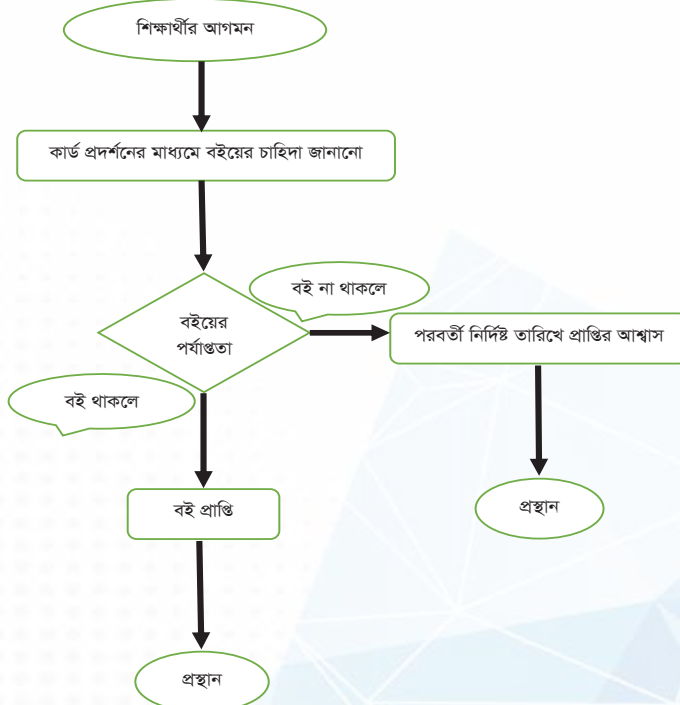 শিক্ষার্থীর আগমন
কার্ড প্রদর্শনের মাধ্যমে বইয়ের চাহিদা জানানো
বই না থাকলে
বইয়ের
পর্যাপ্ততা
পরবর্তী নির্দিষ্ট তারিখে প্রাপ্তির আশ্বাস
বই থাকলে
বই প্রাপ্তি
প্রস্থান
প্রস্থান